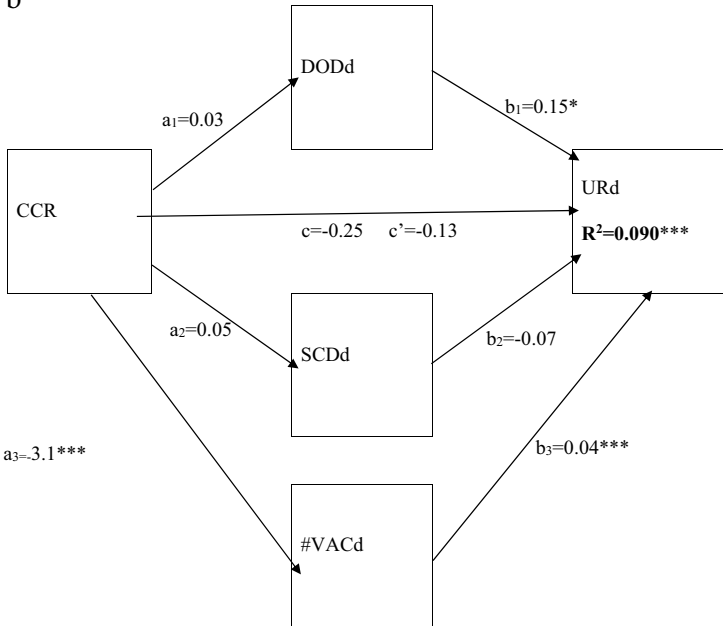 b
DODd
a1=0.03
b1=0.15*
URd
CCR
c=-0.25 c’=-0.13
R2=0.090***
a2=0.05
SCDd
b2=-0.07
a3=-3.1***
b3=0.04***
#VACd